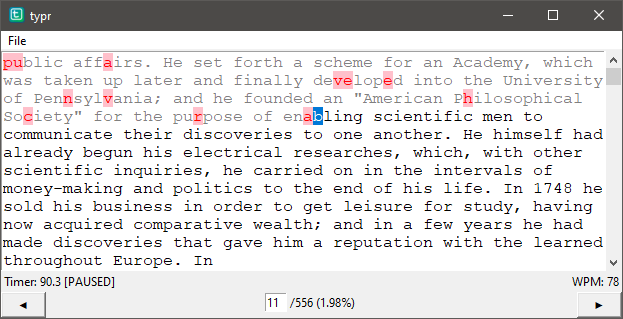 typr
File
public affairs. He set forth a scheme for an Academy, which
was taken up later and finally developed into the University
of Pennsylvania; and he founded an "American Philosophical
Society" for the purpose of enabling scientific men to
communicate their discoveries to one another. He himself had
already begun his electrical researches, which, with other
scientific inquiries, he carried on in the intervals of
money-making and politics to the end of his life. In 1748 he
sold his business in order to get leisure for study, having
now acquired comparative wealth; and in a few years he had
made discoveries that gave him a reputation with the learned
throughout Europe. In
Timer: 90.3 [PAUSED] WPM: 78
11 /556 (1.98%)